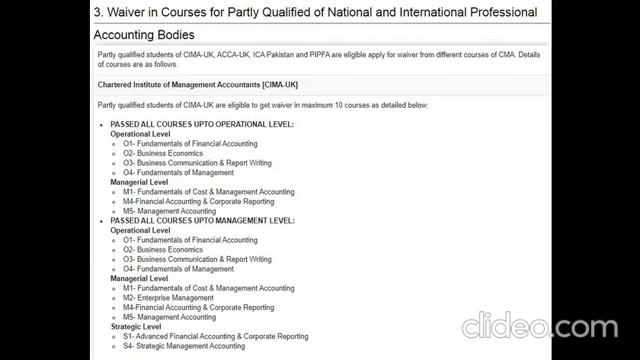 3. Waiver in Courses for Partly Qualified of National and International Professional
Accounting Bodies
Partly qualified students of CIMA-UK, ACCA-UK, ICA Pakistan and PIPFA are eligible apply for waiver from different courses of CMA. Details
of courses are as follows.
Chartered Institute of Management Accountants [CIMA-UK]
Partly qualified students of CIMA-UK are eligible to get waiver in maximum 10 courses as detailed below:
• PASSED ALL COURSES UPTO OPERATIONAL LEVEL:
Operational Level
○ O1- Fundamentals of Financial Accounting
○ O2- Business Economics
○ O3- Business Communication & Report Writing
○ O4- Fundamentals of Management
Managerial Level
○ M1- Fundamentals of Cost & Management Accounting
○ M4-Financial Accounting & Corporate Reporting
○ M5- Management Accounting
• PASSED ALL COURSES UPTO MANAGEMENT LEVEL:
Operational Level
○ O1- Fundamentals of Financial Accounting
○ O2- Business Economics
○ O3- Business Communication & Report Writing
○ O4- Fundamentals of Management
Managerial Level
○ M1- Fundamentals of Cost & Management Accounting
○ M2- Enterprise Management
○ M4-Financial Accounting & Corporate Reporting
○ M5- Management Accounting
Strategic Level
○ S1- Advanced Financial Accounting & Corporate Reporting
○ S4- Strategic Management Accounting
clideo.com